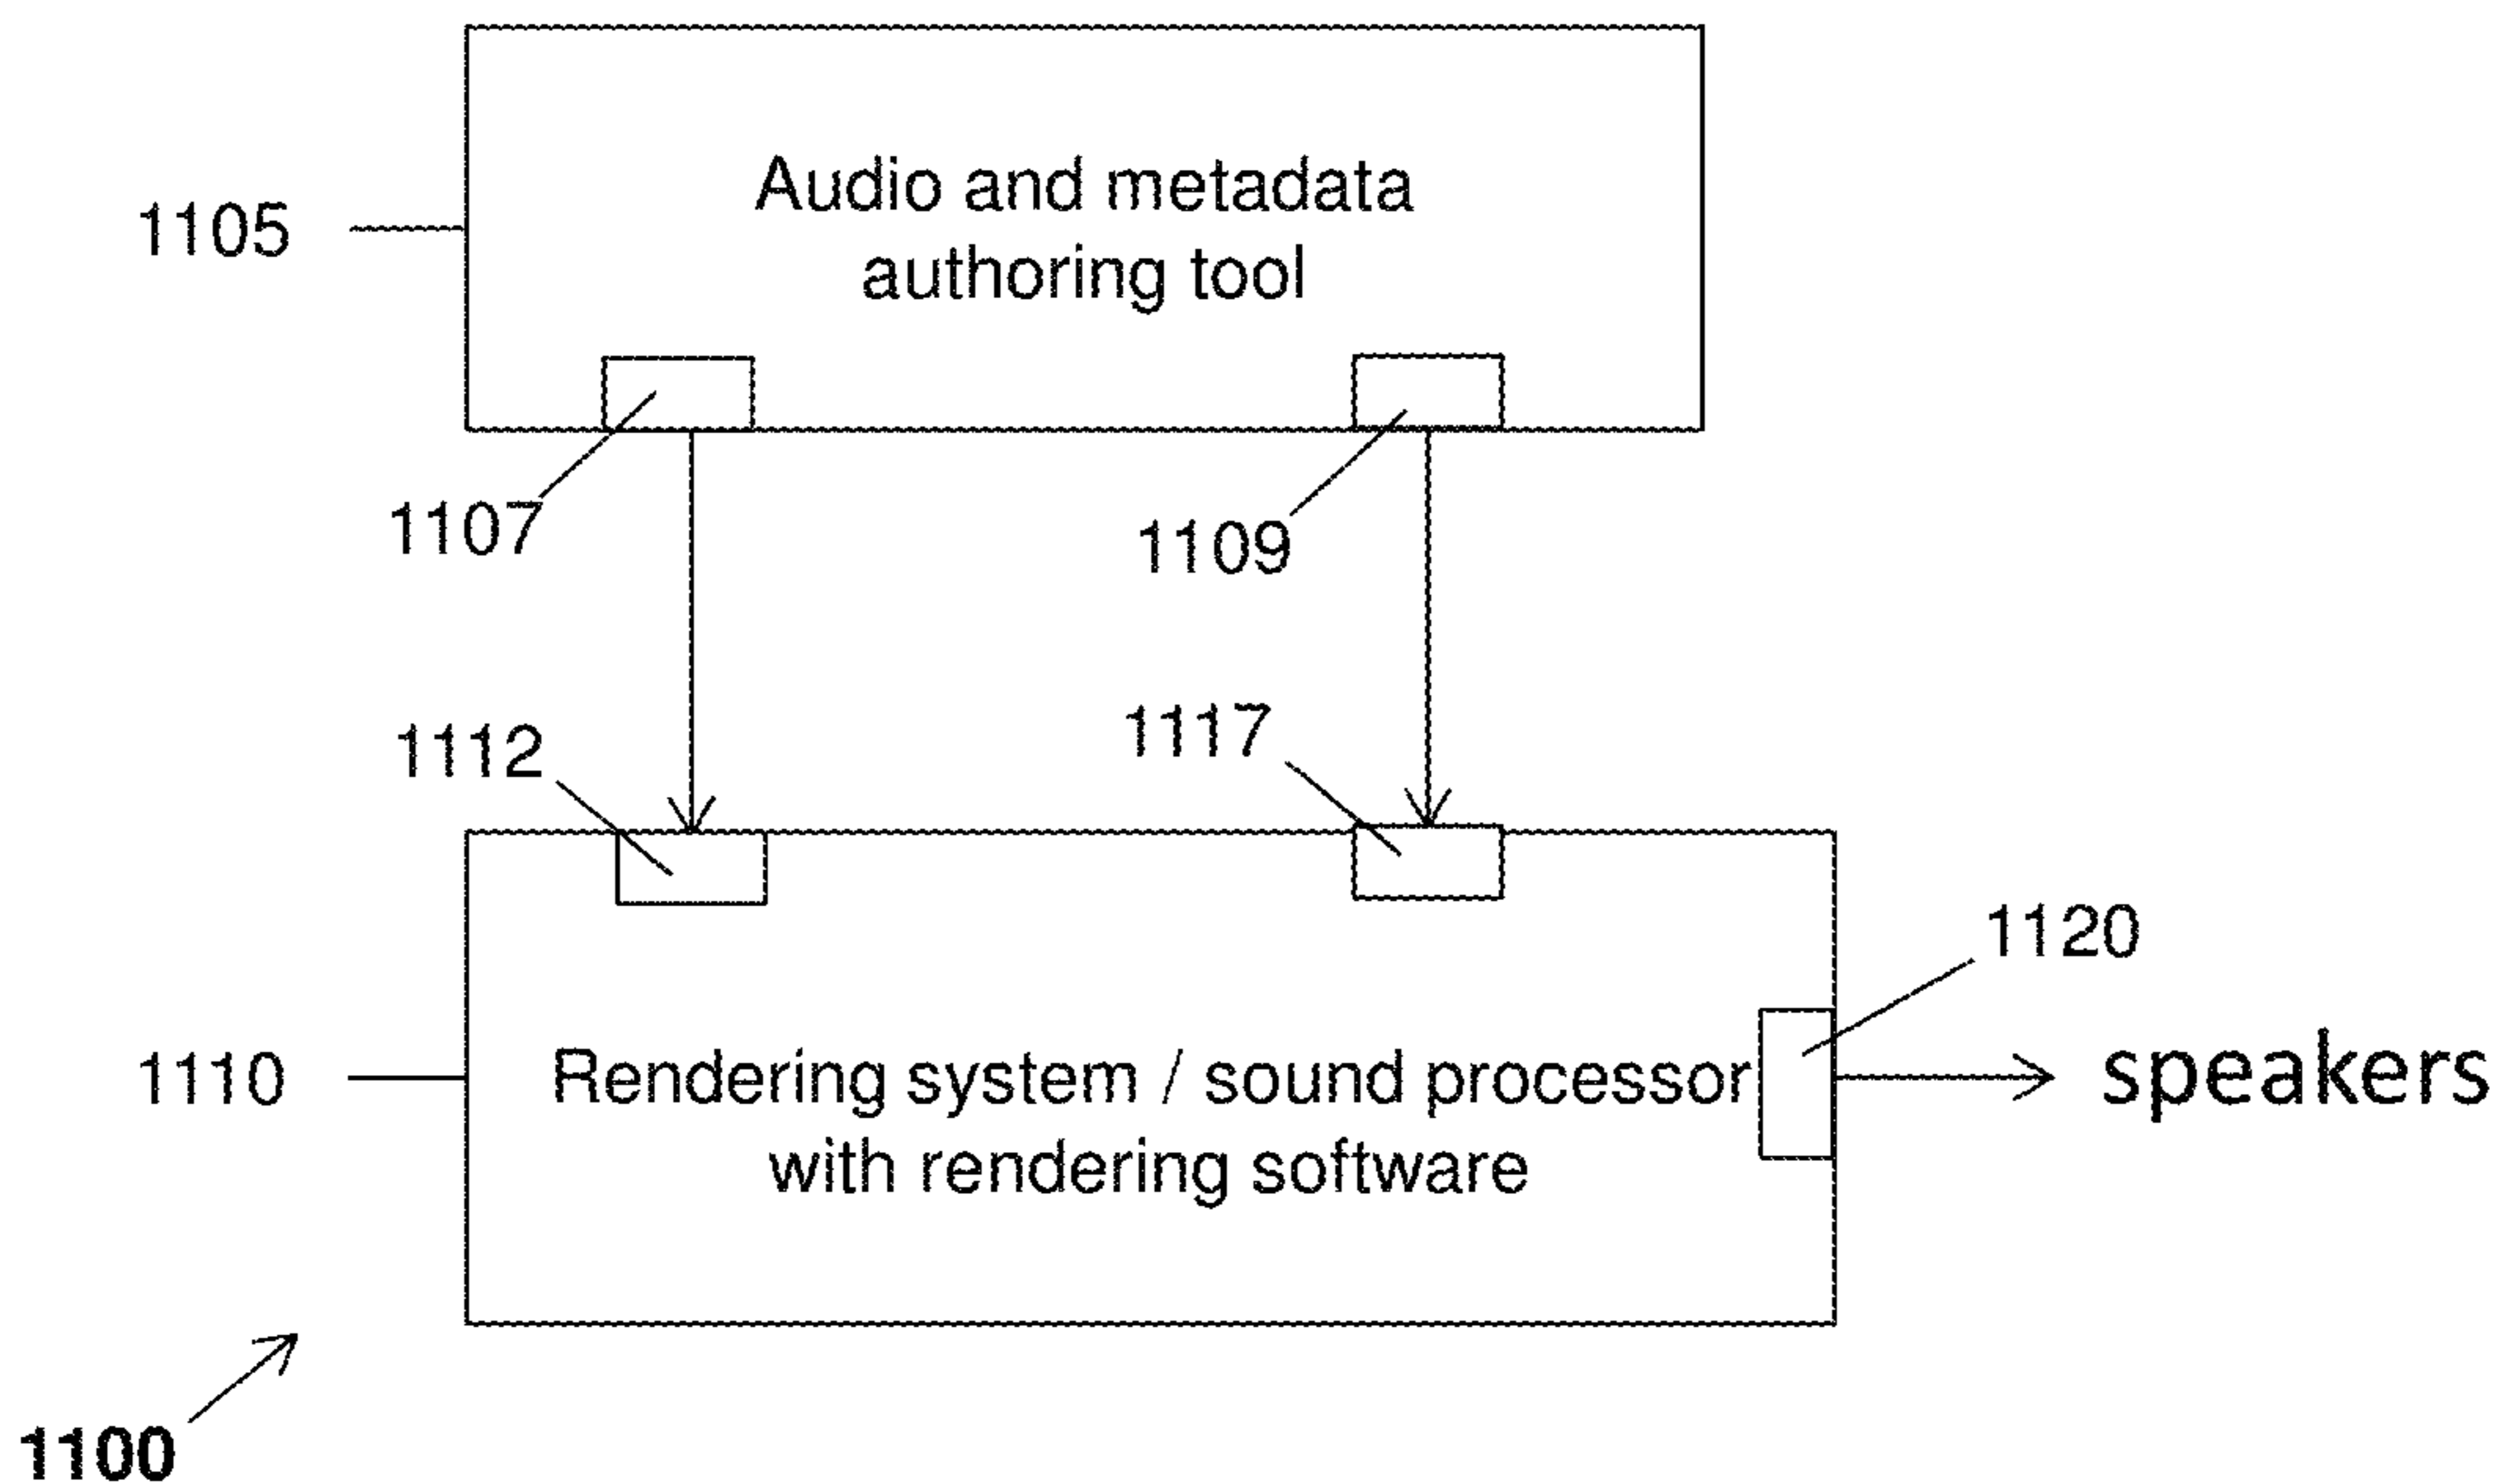 Audio and metadata
authoring tool
1105
1107
1109
1112
1117
1120
1110
Rendering system / sound processor
with rendering software
speakers
1100